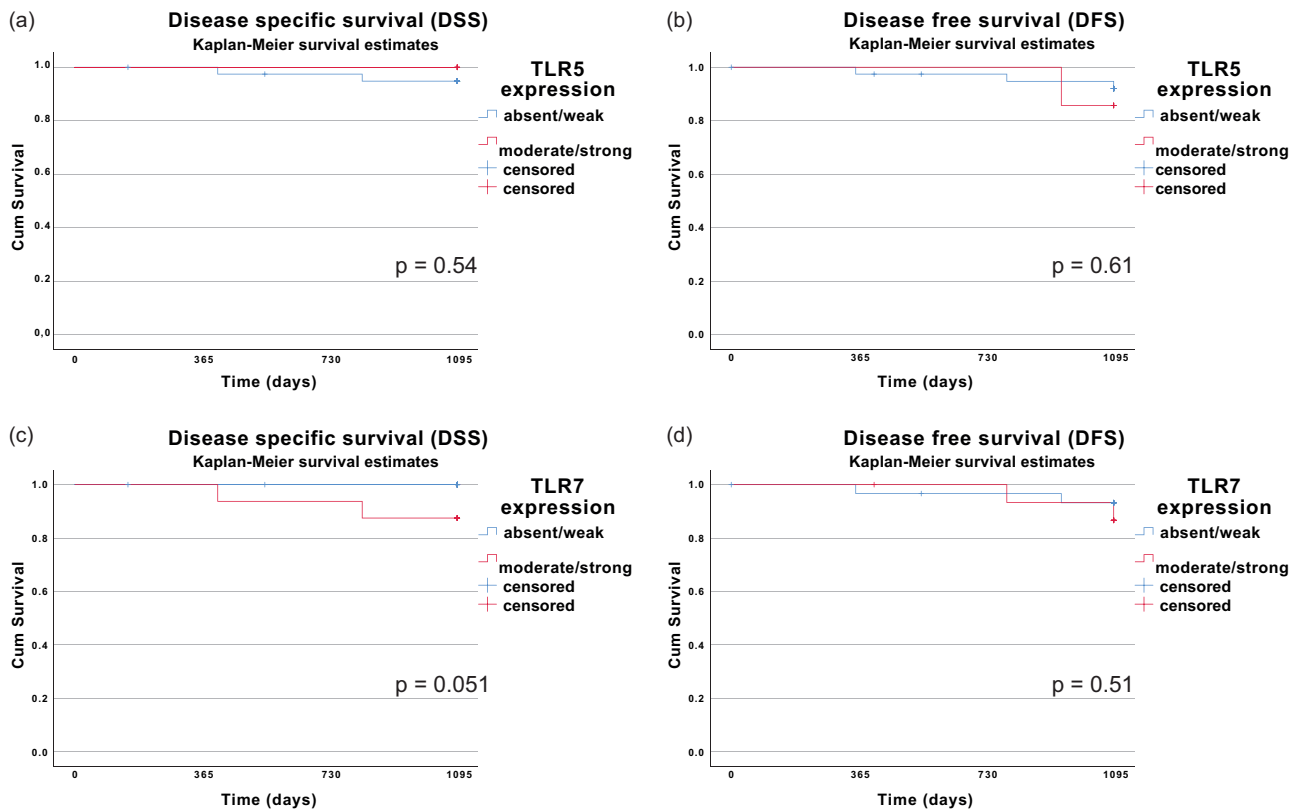 (a)
Disease specific survival (DSS)
Kaplan-Meier survival estimates
1.0
0.8
0.6
0.4
0.2
0,0
Cum Survival
0 365 730 1095
Time (days)
p = 0.54
TLR5
expression
absent/weak
moderate/strong
censored
censored
(b)
Disease free survival (DFS)
Kaplan-Meier survival estimates
1.0
0.8
0.6
0.4
0.2
0.0
Cum Survival
0 365 730 1095
Time (days)
p = 0.61
TLR5
expression
absent/weak
moderate/strong
censored
censored
(c)
Disease specific survival (DSS)
Kaplan-Meier survival estimates
1.0
0.8
0.6
0.4
0.2
0.0
Cum Survival
0 365 730 1095
Time (days)
p = 0.051
TLR7
expression
absent/weak
moderate/strong
censored
censored
(d)
Disease free survival (DFS)
Kaplan-Meier survival estimates
1.0
0.8
0.6
0.4
0.2
0.0
Cum Survival
0 365 730 1095
Time (days)
p = 0.51
TLR7
expression
absent/weak
moderate/strong
censored
censored